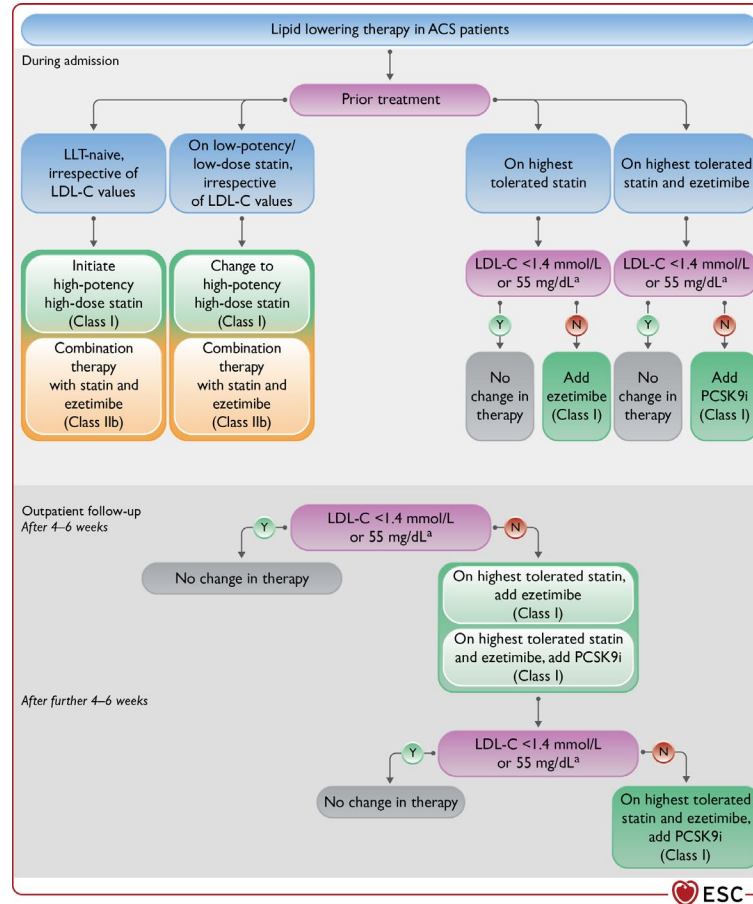 Lipid lowering therapy in ACS patients
During admission
Prior treatment
LLT-naive,
irrespective of
LDL-C values
On low-potency/
low-dose statin,
irrespective
of LDL-C values
On highest
tolerated statin
On highest tolerated
statin and ezetimibe
Initiate
high-potency
high-dose statin
(Class I)
Combination
therapy
with statin and
ezetimibe
(Class IIb)
Change to
high-potency
high-dose statin
(Class I)
Combination
therapy
with statin and
ezetimibe
(Class IIb)
LDL-C <1.4 mmol/L
or 55 mg/dLᵃ
Y
N
No
change in
therapy
Add
ezetimibe
(Class I)
LDL-C <1.4 mmol/L
or 55 mg/dLᵃ
Y
N
No
change in
therapy
Add
PCSK9i
(Class I)
Outpatient follow-up
After 4–6 weeks
LDL-C <1.4 mmol/L
or 55 mg/dLᵃ
Y
N
No change in therapy
On highest tolerated statin,
add ezetimibe
(Class I)
On highest tolerated statin
and ezetimibe, add PCSK9i
(Class I)
After further 4–6 weeks
LDL-C <1.4 mmol/L
or 55 mg/dLᵃ
Y
N
No change in therapy
On highest tolerated
statin and ezetimibe,
add PCSK9i
(Class I)
ESC